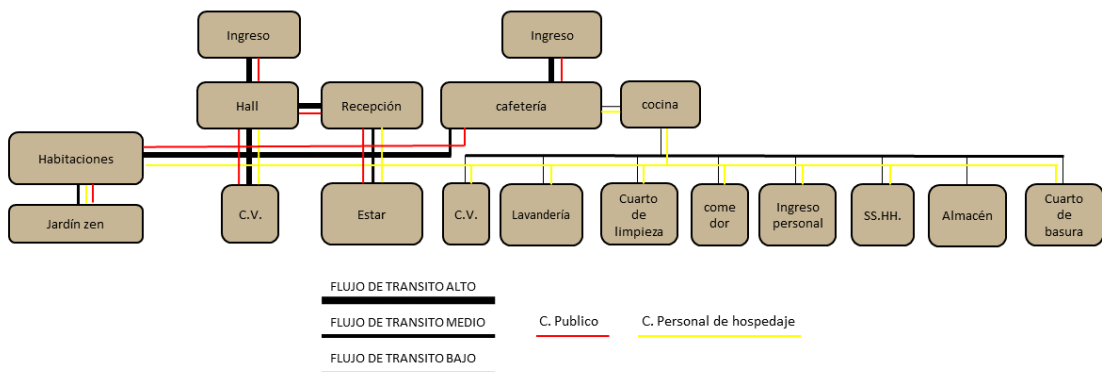 Ingreso
Ingreso
Hall
Recepción
cafetería
cocina
Habitaciones
Jardín zen
C.V.
Estar
C.V.
Lavandería
Cuarto
de
limpieza
come
dor
Ingreso
personal
SS.HH.
Almacén
Cuarto de
basura
FLUJO DE TRANSITO ALTO
FLUJO DE TRANSITO MEDIO
C. Publico
C. Personal de hospedaje
FLUJO DE TRANSITO BAJO